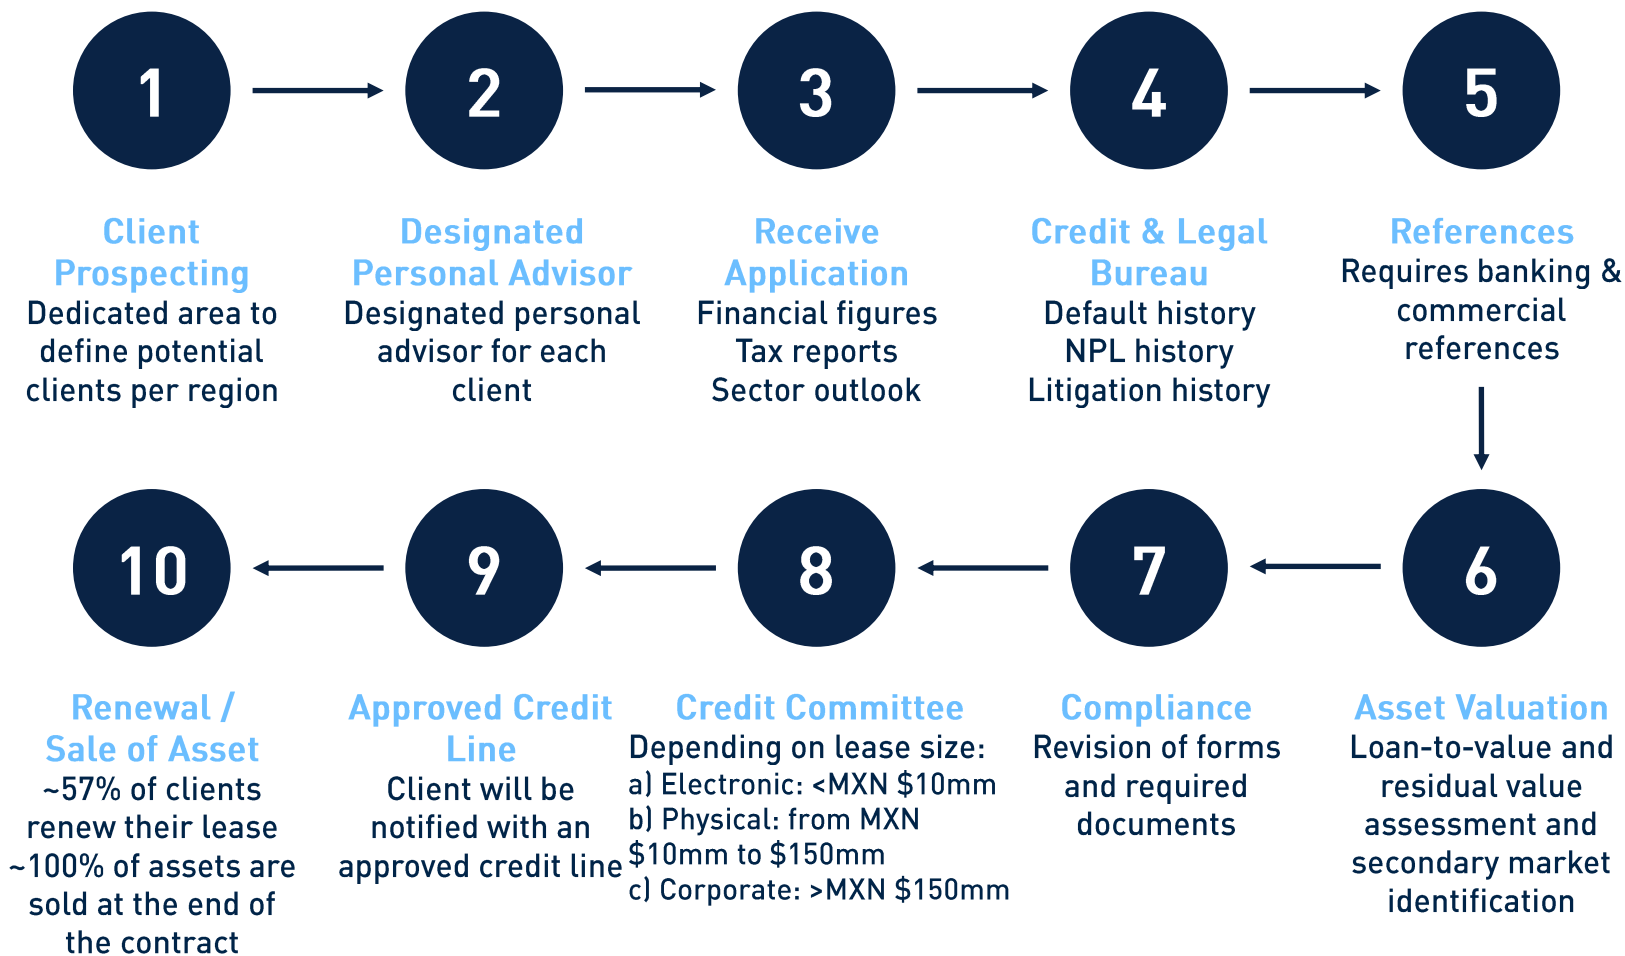 1
2
3
4
5
Client
Prospecting
Dedicated area to
define potential
clients per region
Designated
Personal Advisor
Designated personal
advisor for each
client
Receive
Application
Financial figures
Tax reports
Sector outlook
Credit & Legal
Bureau
Default history
NPL history
Litigation history
References
Requires banking &
commercial
references
10
9
8
7
6
Renewal /
Sale of Asset
~57% of clients
renew their lease
~100% of assets are
sold at the end of
the contract
Approved Credit
Line
Client will be
notified with an
approved credit line
Credit Committee
Depending on lease size:
a) Electronic: <MXN $10mm
b) Physical: from MXN
$10mm to $150mm
c) Corporate: >MXN $150mm
Compliance
Revision of forms
and required
documents
Asset Valuation
Loan-to-value and
residual value
assessment and
secondary market
identification